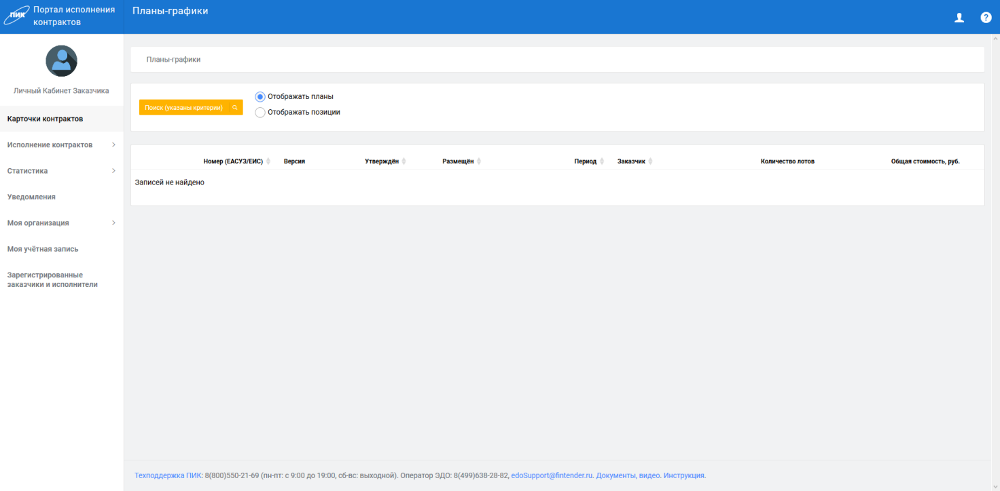 ПИК
Портал исполнения
контрактов
Планы-графики
?
Личный Кабинет Заказчика
Карточки контрактов
Исполнение контрактов
Статистика
Уведомления
Моя организация
Моя учётная запись
Зарегистрированные
заказчики и исполнители
Планы-графики
Поиск (указаны критерии)
Отображать планы
Отображать позиции
Номер (ЕАСУЗ/ЕИС) Версия Утверждён Размещён Период Заказчик Количество лотов Общая стоимость, руб.
Записей не найдено
Техподдержка ПИК: 8(800)550-21-69 (пн-пт: с 9:00 до 19:00, сб-вс: выходной). Оператор ЭДО: 8(499)638-28-82, edoSupport@fintender.ru. Документы, видео. Инструкция.